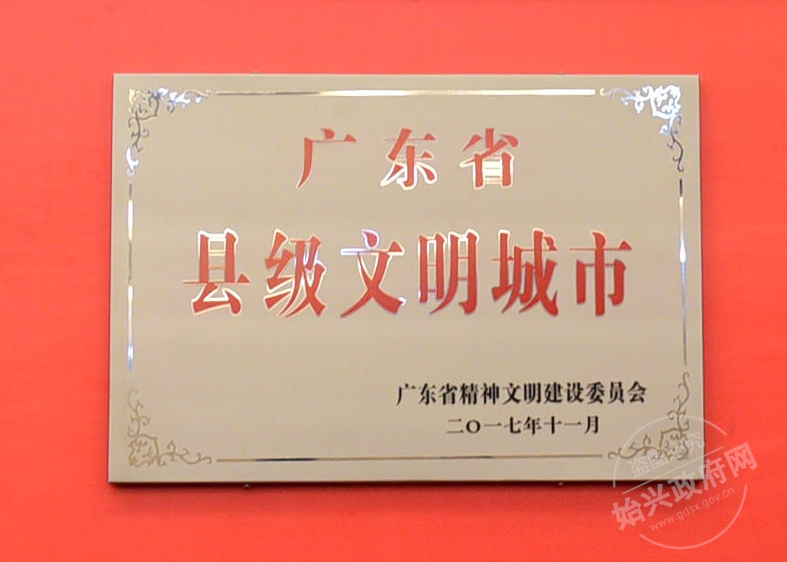 广东省
县级文明城市
广东省精神文明建设委员会
二〇一七年十一月
始兴政府网
www.gdsx.gov.cn